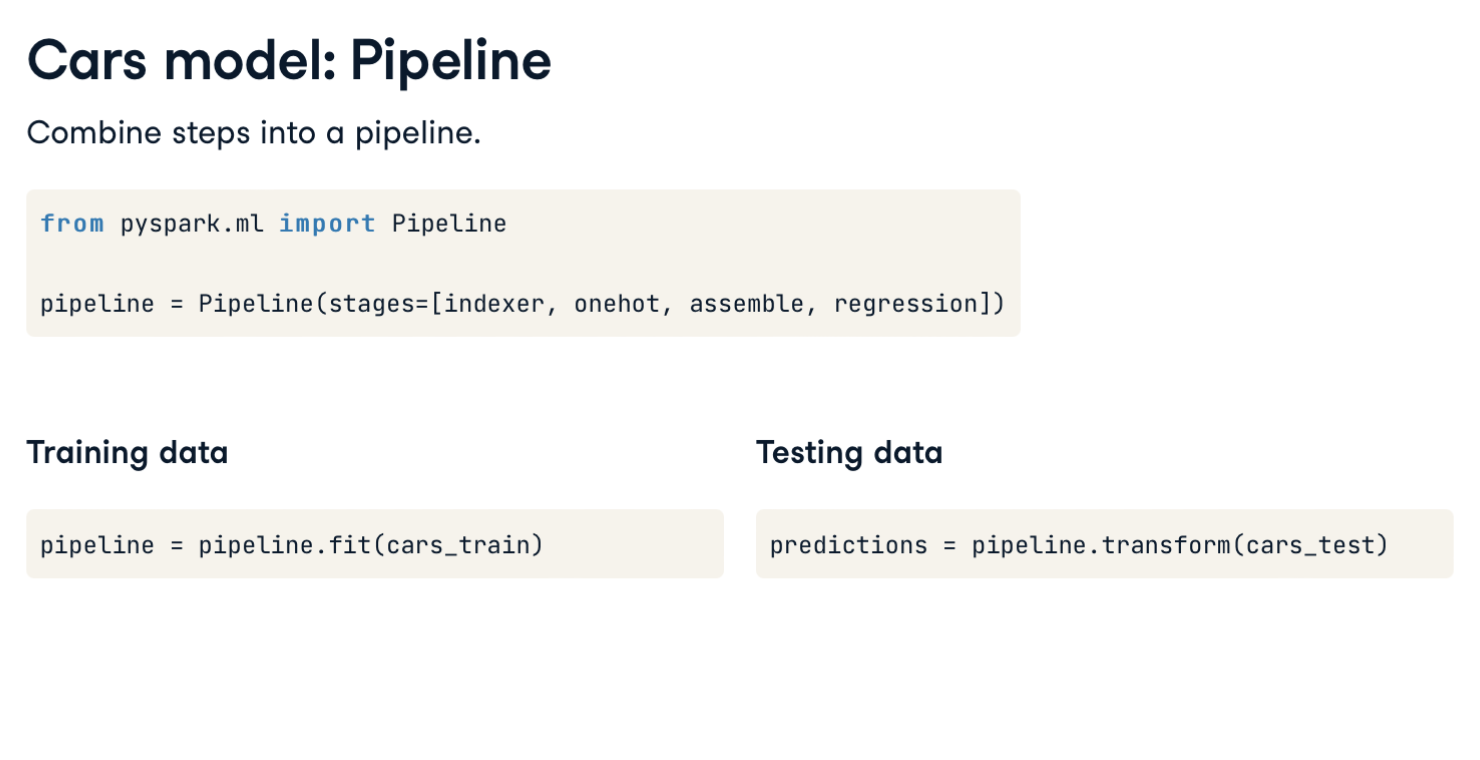 Cars model: Pipeline
Combine steps into a pipeline.
from pyspark.ml import Pipeline
pipeline = Pipeline(stages=[indexer, onehot, assemble, regression])
Training data
pipeline = pipeline.fit(cars_train)
Testing data
predictions = pipeline.transform(cars_test)